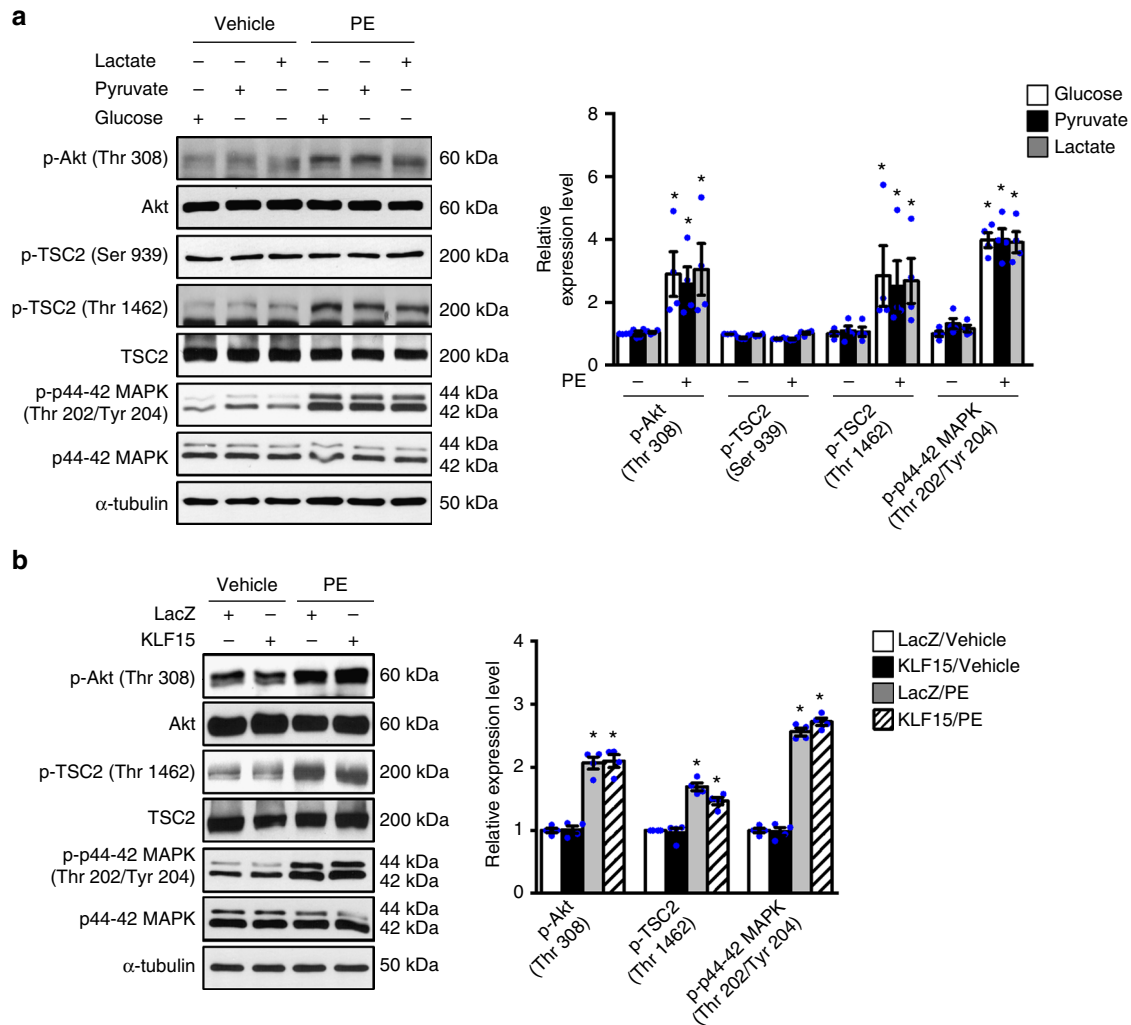 a
Vehicle PE
Lactate – – + – – +
Pyruvate – + – – + –
Glucose + – – + – –
p-Akt (Thr 308) 60 kDa
Akt 60 kDa
p-TSC2 (Ser 939) 200 kDa
p-TSC2 (Thr 1462) 200 kDa
TSC2 200 kDa
p-p44-42 MAPK 44 kDa
(Thr 202/Tyr 204) 42 kDa
p44-42 MAPK 44 kDa
42 kDa
α-tubulin 50 kDa
Glucose
Pyruvate
Lactate
Relative
expression level
8
6
4
2
0
* * * * * * * * *
PE – + – + – + – +
p-Akt
(Thr 308)
p-TSC2
(Ser 939)
p-TSC2
(Thr 1462)
p-p44-42 MAPK
(Thr 202/Tyr 204)
b
Vehicle PE
LacZ + – + –
KLF15 – + – +
p-Akt (Thr 308) 60 kDa
Akt 60 kDa
p-TSC2 (Thr 1462) 200 kDa
TSC2 200 kDa
p-p44-42 MAPK 44 kDa
(Thr 202/Tyr 204) 42 kDa
p44-42 MAPK 44 kDa
42 kDa
α-tubulin 50 kDa
LacZ/Vehicle
KLF15/Vehicle
LacZ/PE
KLF15/PE
Relative expression level
4
3
2
1
0
* * * * * *
p-Akt
(Thr 308)
p-TSC2
(Thr 1462)
p-p44-42 MAPK
(Thr 202/Tyr 204)